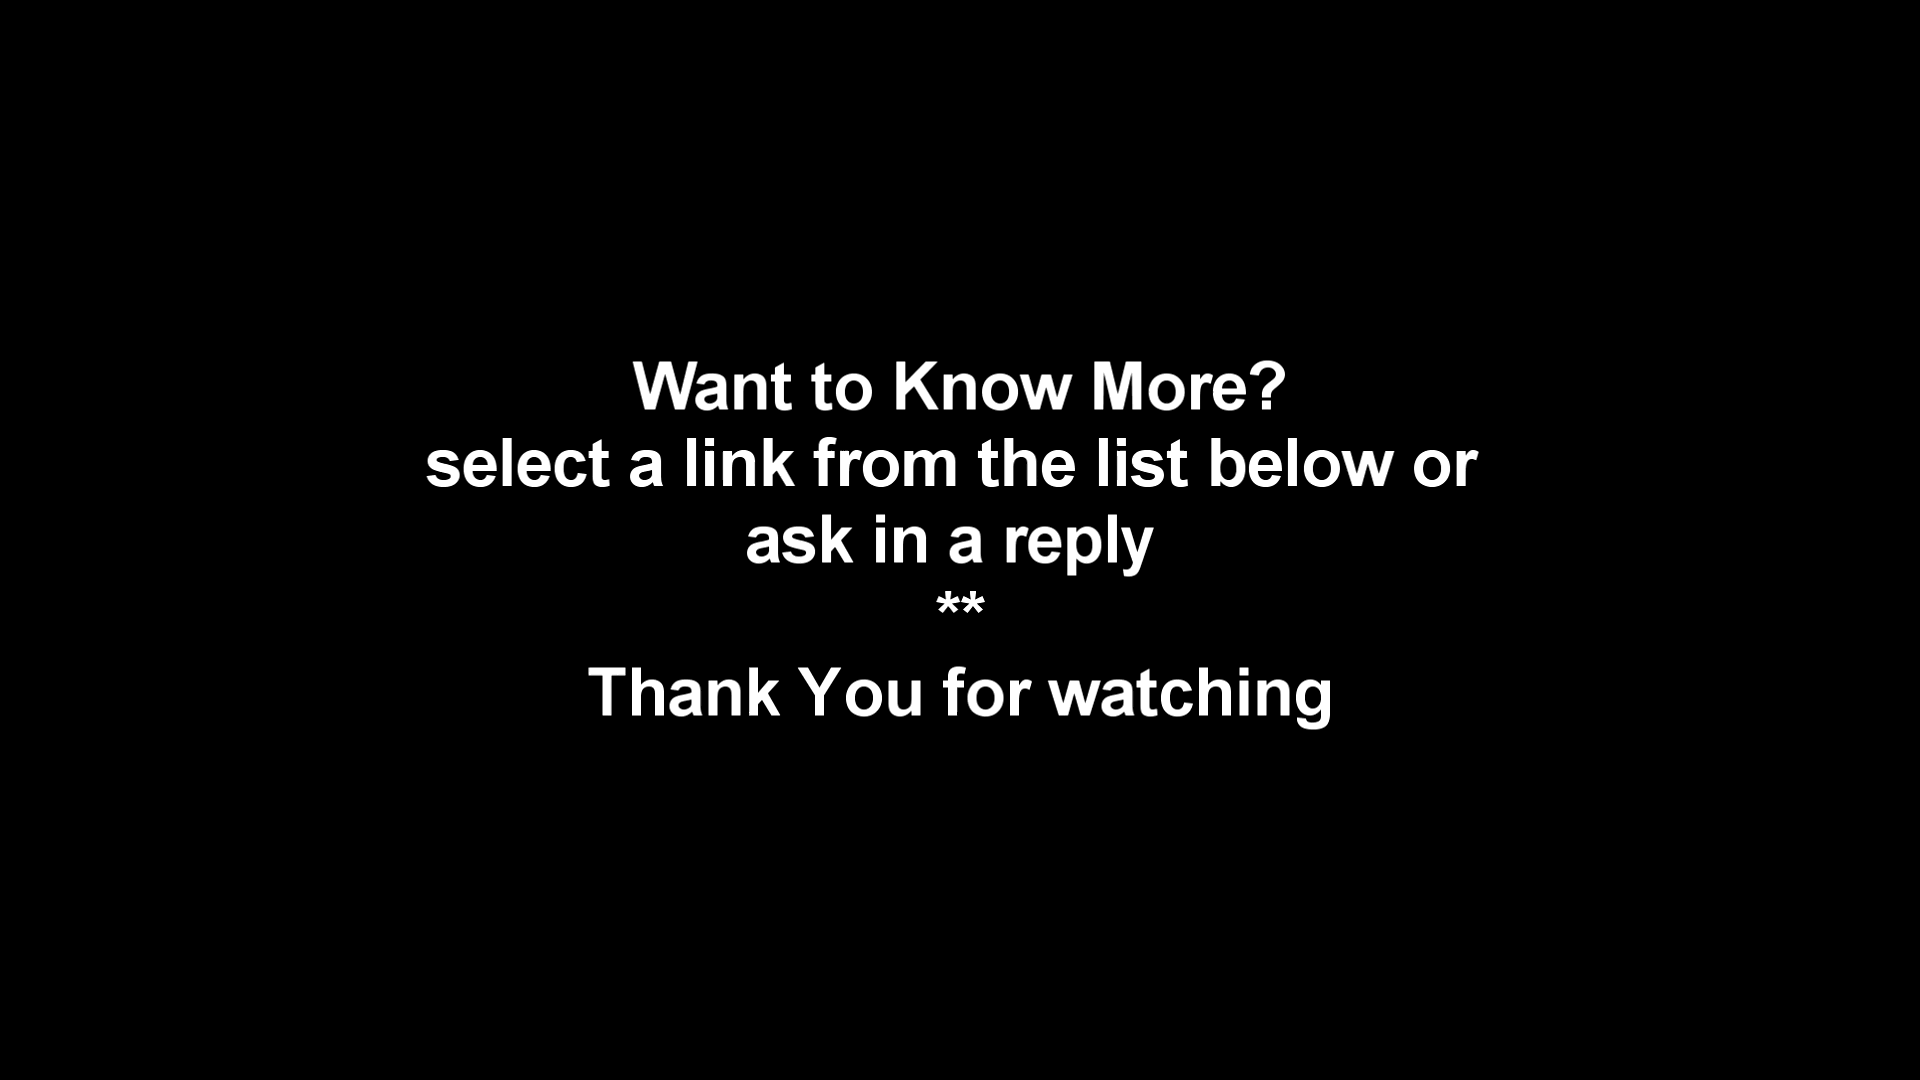 Want to Know More?
select a link from the list below or
ask in a reply
**
Thank You for watching